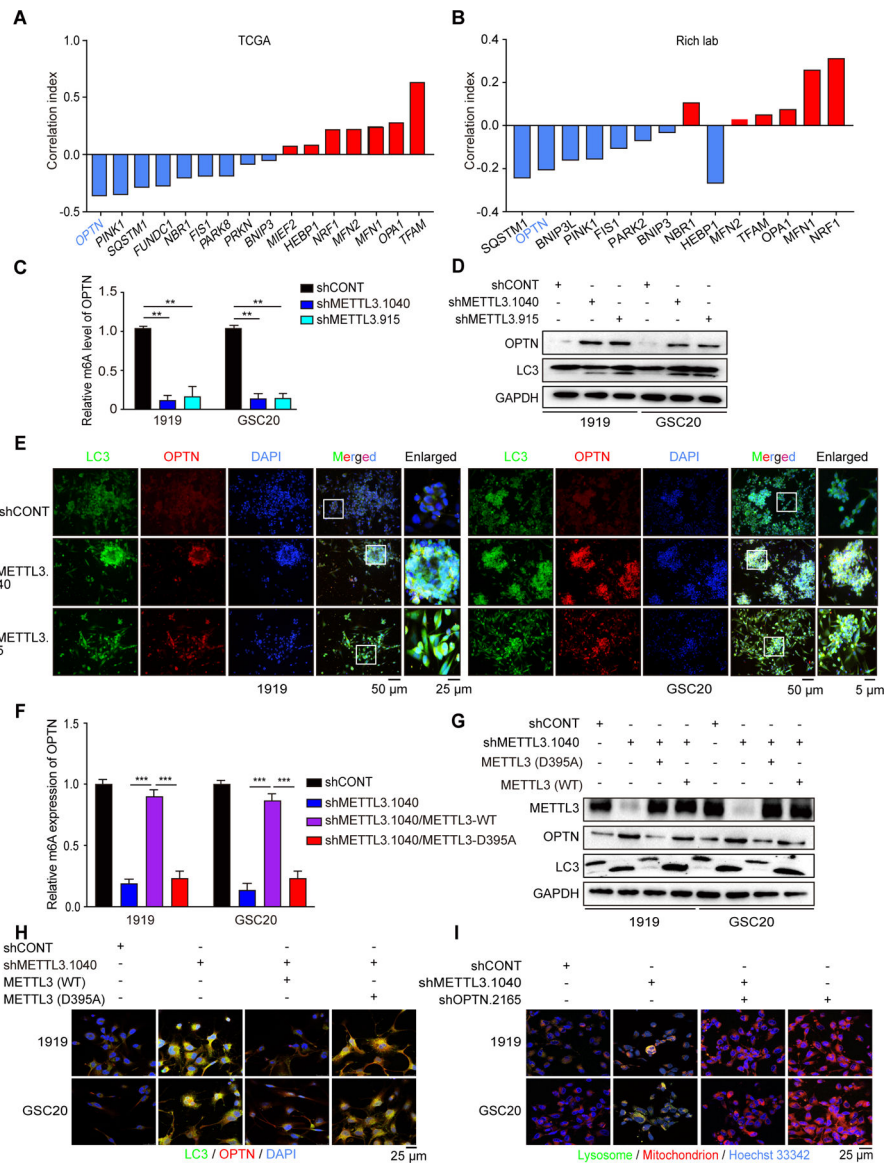 A
TCGA
Correlation index
1.0
0.5
0.0
-0.5
OPTN
PINK1
SQSTM1
FUNDC1
NBR1
FIS1
PARK8
PRKN
BNIP3
MIEF2
HEBP1
NRF1
MFN2
MFN1
OPA1
TFAM
B
Rich lab
Correlation index
0.4
0.2
0.0
-0.2
0.4
SQSTM1
OPTN
BNIP3L
PINK1
FIS1
PARK2
BNIP3
NBR1
HEBP1
MFN2
TFAM
OPA1
MFN1
NRF1
C
Relative m6A level of OPTN
1.5
1.0
0.5
0
** ** ** **
shCONT
shMETTL3.1040
shMETTL3.915
1919 GSC20
D
shCONT + - - + - -
shMETTL3.1040 - + - - + -
shMETTL3.915 - - + - - +
OPTN
LC3
GAPDH
1919 GSC20
E
LC3 OPTN DAPI Merged Enlarged LC3 OPTN DAPI Merged Enlarged
shCONT
METTL3.
40
METTL3.
5
1919 50 µm 25 µm GSC20 50 µm 5 µm
F
Relative m6A expression of OPTN
1.5
1.0
0.5
0.0
*** *** *** ***
shCONT
shMETTL3.1040
shMETTL3.1040/METTL3-WT
shMETTL3.1040/METTL3-D395A
1919 GSC20
G
shCONT + - - - + - - -
shMETTL3.1040 - + + + - + + +
METTL3 (D395A) - - + - - - + -
METTL3 (WT) - - - + - - - +
METTL3
OPTN
LC3
GAPDH
1919 GSC20
H
shCONT + - - -
shMETTL3.1040 - + + +
METTL3 (WT) - - + -
METTL3 (D395A) - - - +
1919
GSC20
LC3 / OPTN / DAPI 25 µm
I
shCONT + - - -
shMETTL3.1040 - + + -
shOPTN.2165 - - + +
1919
GSC20
Lysosome / Mitochondrion / Hoechst 33342 25 µm